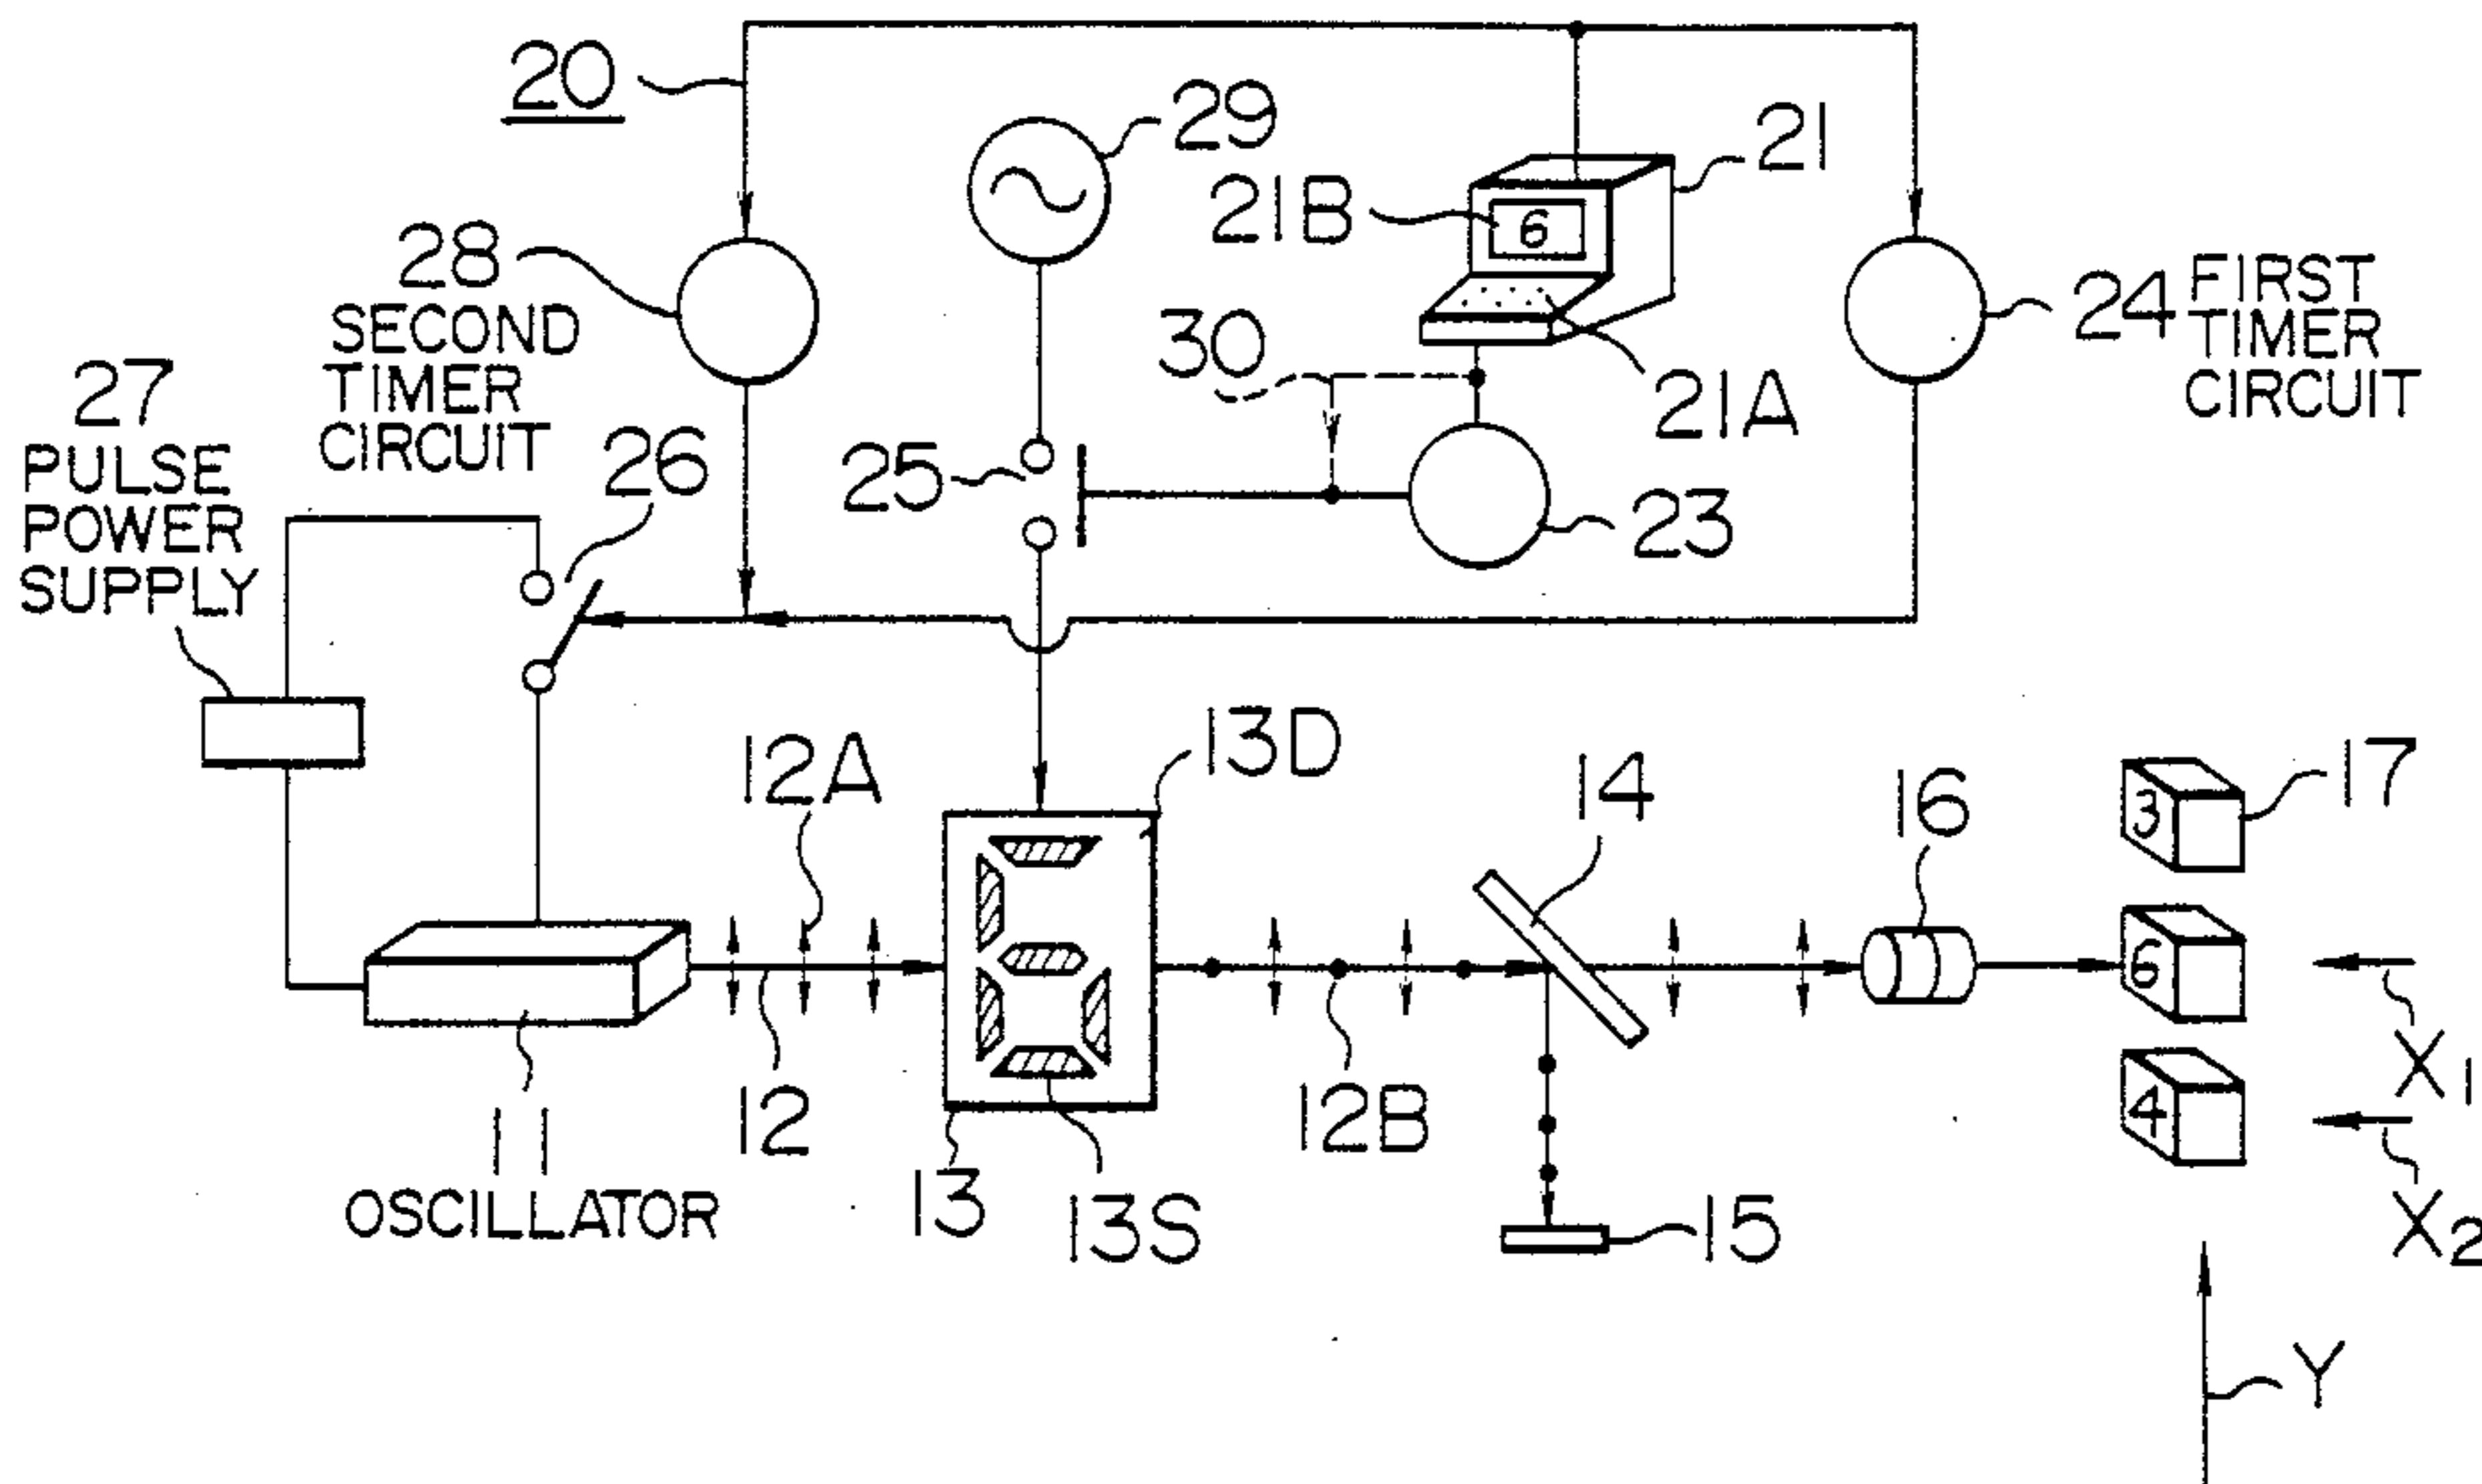 20
29
21
21B
6
28
SECOND
TIMER
CIRCUIT
24 FIRST
TIMER
CIRCUIT
30
21A
27
PULSE
POWER
SUPPLY
26
25
23
12A
13D
14
16
3
17
6
4
X1
X2
11
OSCILLATOR
12
13
13S
12B
15
Y